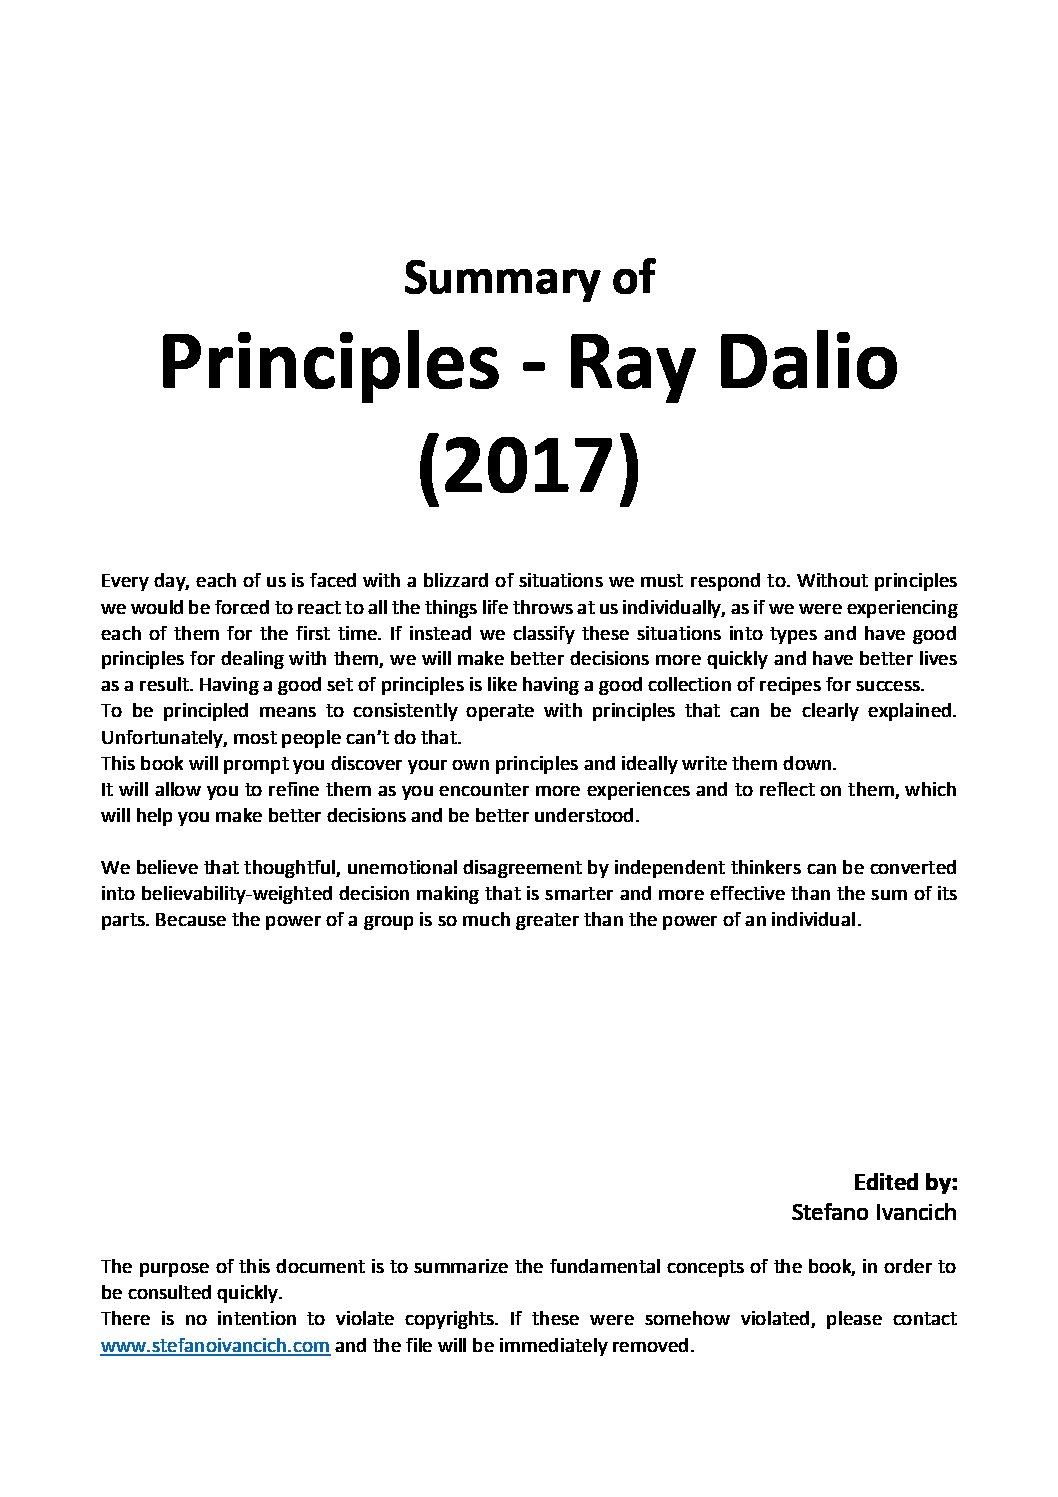 Summary of
Principles - Ray Dalio
(2017)
Every day, each of us is faced with a blizzard of situations we must respond to. Without principles
we would be forced to react to all the things life throws at us individually, as if we were experiencing
each of them for the first time. If instead we classify these situations into types and have good
principles for dealing with them, we will make better decisions more quickly and have better lives
as a result. Having a good set of principles is like having a good collection of recipes for success.
To be principled means to consistently operate with principles that can be clearly explained.
Unfortunately, most people can’t do that.
This book will prompt you discover your own principles and ideally write them down.
It will allow you to refine them as you encounter more experiences and to reflect on them, which
will help you make better decisions and be better understood.
We believe that thoughtful, unemotional disagreement by independent thinkers can be converted
into believability-weighted decision making that is smarter and more effective than the sum of its
parts. Because the power of a group is so much greater than the power of an individual.
Edited by:
Stefano Ivancich
The purpose of this document is to summarize the fundamental concepts of the book, in order to
be consulted quickly.
There is no intention to violate copyrights. If these were somehow violated, please contact
www.stefanoivancich.com and the file will be immediately removed.